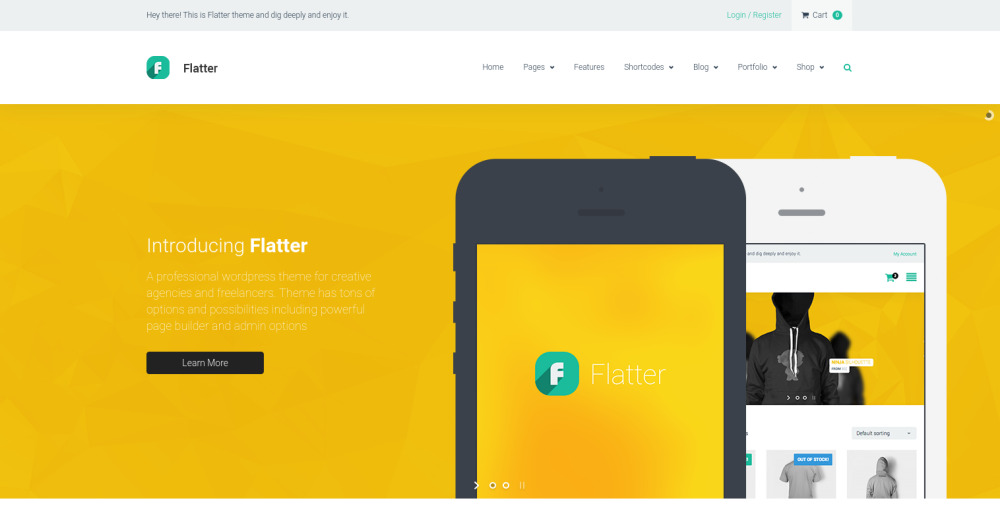 Hey there! This is Flatter theme and dig deeply and enjoy it.
Login / Register
Cart 0
Flatter
Home Pages Features Shortcodes Blog Portfolio Shop
Introducing Flatter
A professional wordpress theme for creative
agencies and freelancers. Theme has tons of
options and possibilities including powerful
page builder and admin options
Learn More
F Flatter
and dig deeply and enjoy it.
My Account
Default sorting
OUT OF STOCK!